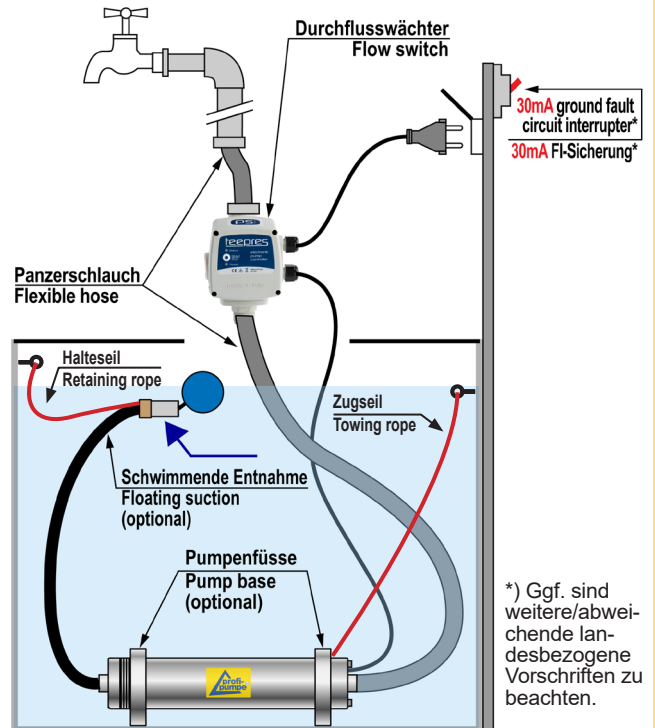 Durchflusswächter
Flow switch
30mA ground fault
circuit interrupter*
30mA FI-Sicherung*
teepres
Panzerschlauch
Flexible hose
Halteseil
Retaining rope
Zugseil
Towing rope
Schwimmende Entnahme
Floating suction
(optional)
Pumpenfüsse
Pump base
(optional)
profi-
pumpe
*) Ggf. sind
weitere/abwei-
chende lan-
desbezogene
Vorschriften zu
beachten.